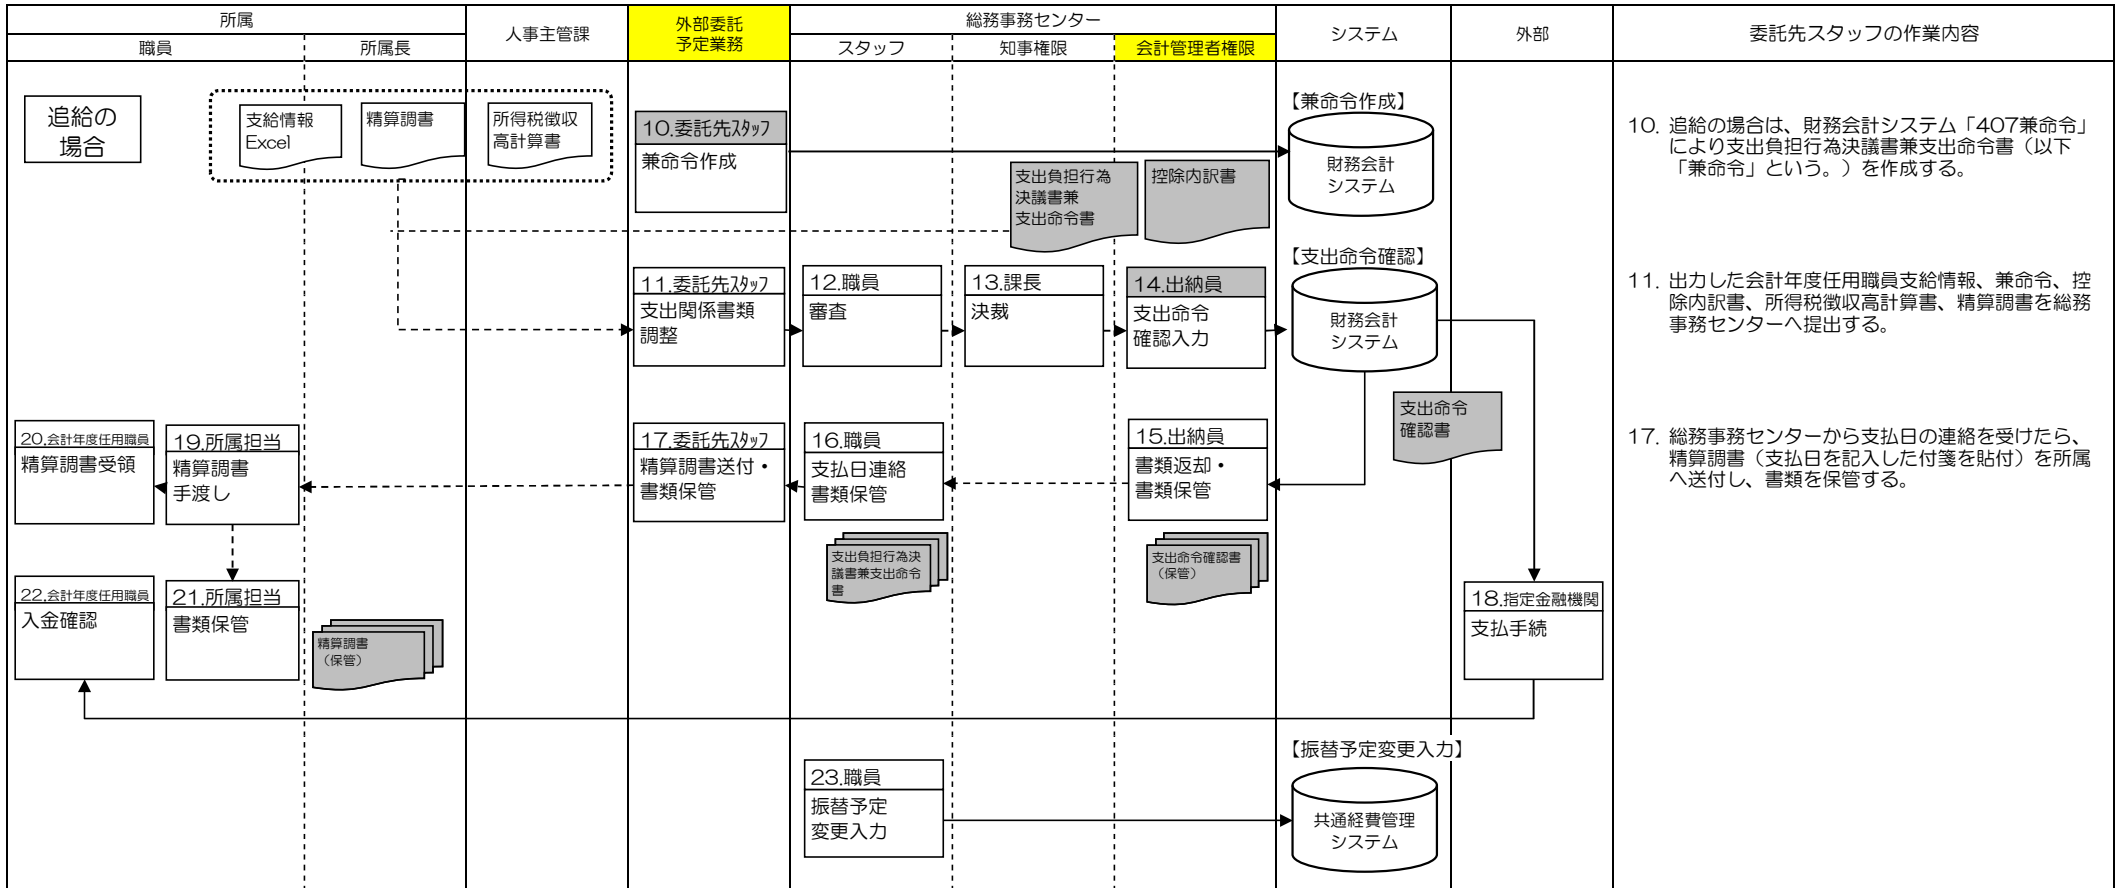 所属
職員
所属長
人事主管課
外部委託
予定業務
総務事務センター
スタッフ
知事権限
会計管理者権限
システム
外部
委託先スタッフの作業内容
追給の
場合
支給情報
Excel
精算調書
所得税徴収
高計算書
10.委託先ｽﾀｯﾌ
兼命令作成
【兼命令作成】
財務会計
システム
支出負担行為
決議書兼
支出命令書
控除内訳書
10. 追給の場合は、財務会計システム「407兼命令」
により支出負担行為決議書兼支出命令書（以下
「兼命令」という。）を作成する。
11.委託先ｽﾀｯﾌ
支出関係書類
調整
12.職員
審査
13.課長
決裁
14.出納員
支出命令
確認入力
【支出命令確認】
財務会計
システム
11. 出力した会計年度任用職員支給情報、兼命令、控
除内訳書、所得税徴収高計算書、精算調書を総務
事務センターへ提出する。
支出命令
確認書
20.会計年度任用職員
精算調書受領
19.所属担当
精算調書
手渡し
17.委託先ｽﾀｯﾌ
精算調書送付・
書類保管
16.職員
支払日連絡
書類保管
15.出納員
書類返却・
書類保管
17. 総務事務センターから支払日の連絡を受けたら、
精算調書（支払日を記入した付箋を貼付）を所属
へ送付し、書類を保管する。
支出負担行為決
議書兼支出命令
書
支出命令確認書
（保管）
22.会計年度任用職員
入金確認
21.所属担当
書類保管
精算調書
（保管）
18.指定金融機関
支払手続
23.職員
振替予定
変更入力
【振替予定変更入力】
共通経費管理
システム